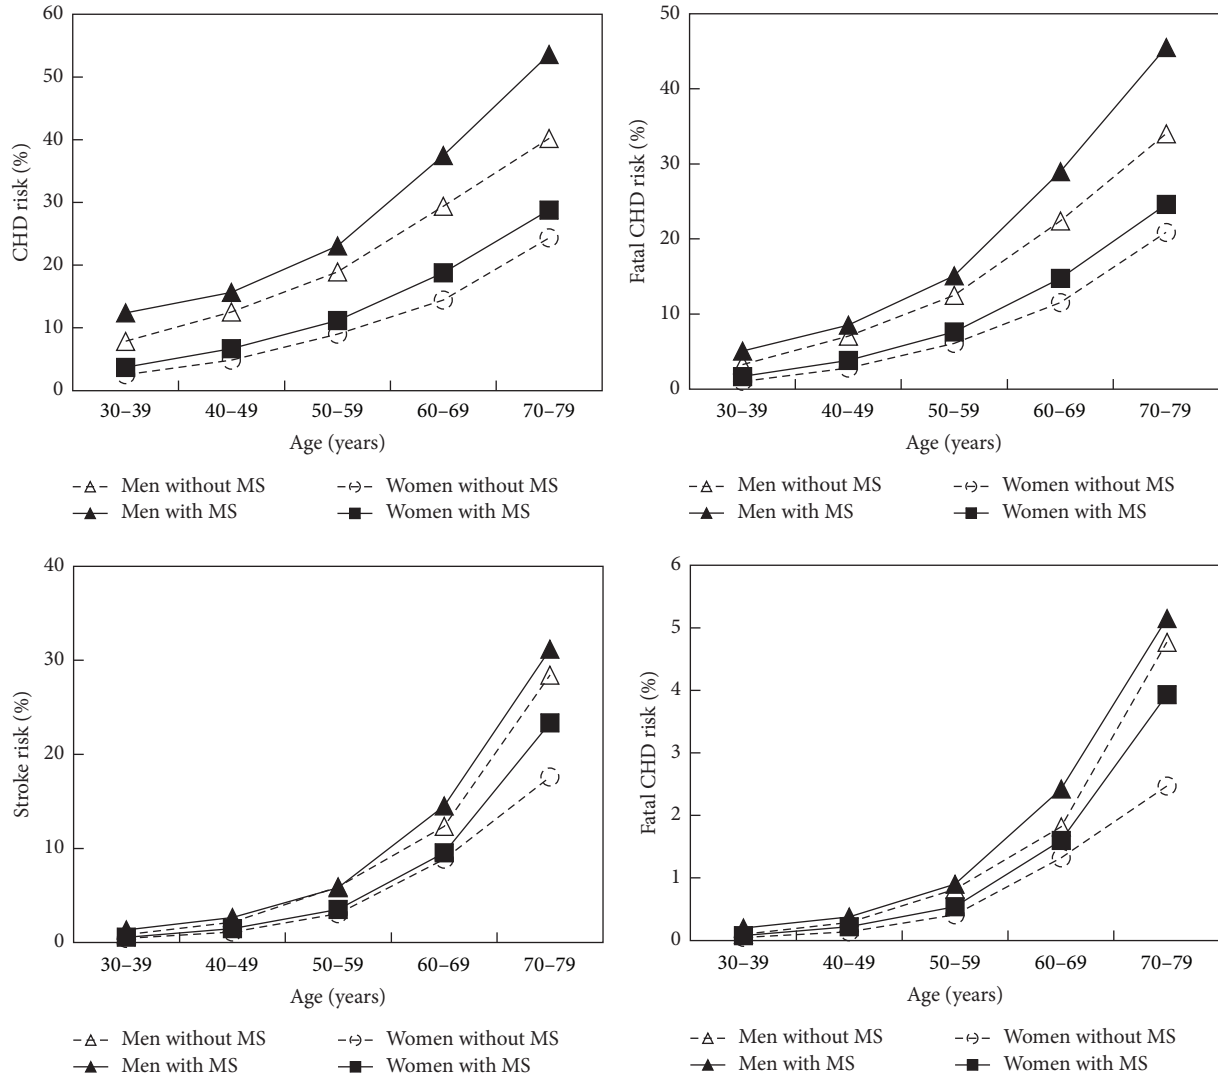 60
50
40
30
20
10
0
CHD risk (%)
30–39 40–49 50–59 60–69 70–79
Age (years)
Men without MS Women without MS
Men with MS Women with MS
50
40
30
20
10
0
Fatal CHD risk (%)
30–39 40–49 50–59 60–69 70–79
Age (years)
Men without MS Women without MS
Men with MS Women with MS
40
30
20
10
0
Stroke risk (%)
30–39 40–49 50–59 60–69 70–79
Age (years)
Men without MS Women without MS
Men with MS Women with MS
6
5
4
3
2
1
0
Fatal CHD risk (%)
30–39 40–49 50–59 60–69 70–79
Age (years)
Men without MS Women without MS
Men with MS Women with MS